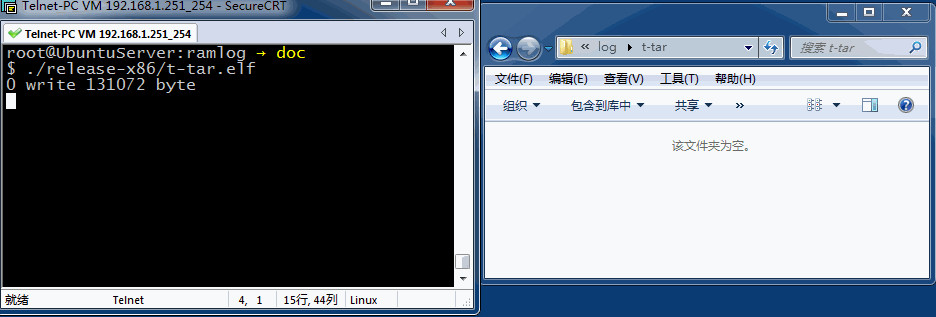 Telnet-PC VM 192.168.1.251_254 - SecureCRT
Telnet-PC VM 192.168.1.251_254
root@UbuntuServer:ramlog → doc
$ ./release-x86/t-tar.elf
0 write 131072 byte
就绪 Telnet 4, 1 15行, 44列 Linux
« log t-tar 搜索 t-tar
文件(F) 编辑(E) 查看(V) 工具(T) 帮助(H)
组织 包含到库中 共享 »
该文件夹为空。